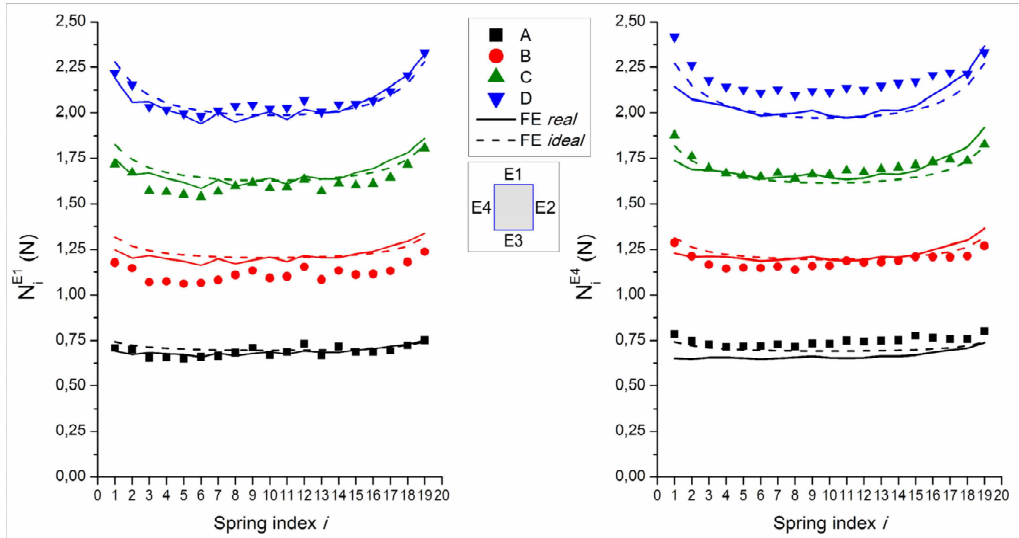 2,50
2,25
2,00
1,75
1,50
1,25
1,00
0,75
0,50
0,25
0,00
N_i^E1 (N)
0 1 2 3 4 5 6 7 8 9 10 11 12 13 14 15 16 17 18 19 20
Spring index i
A
B
C
D
FE real
FE ideal
E1
E4 E2
E3
2,50
2,25
2,00
1,75
1,50
1,25
1,00
0,75
0,50
0,25
0,00
N_i^E4 (N)
0 1 2 3 4 5 6 7 8 9 10 11 12 13 14 15 16 17 18 19 20
Spring index i